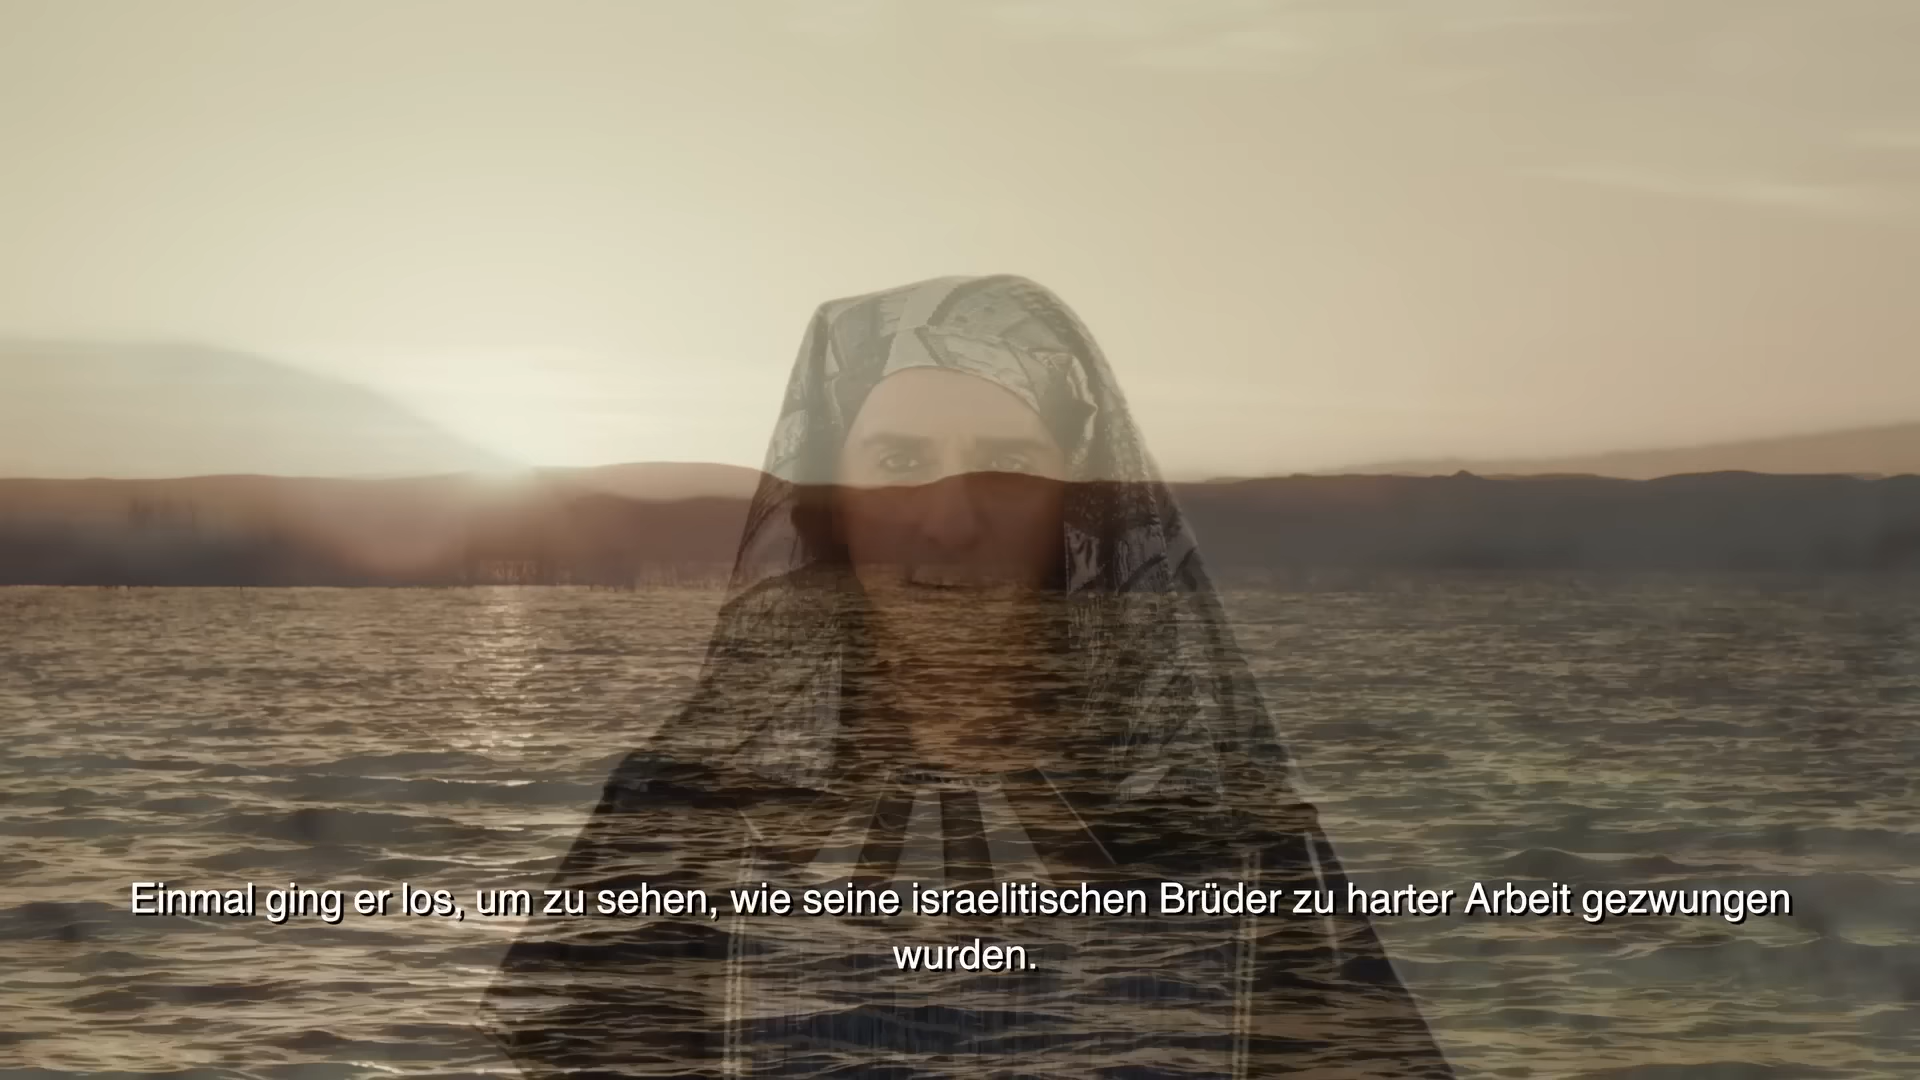 Einmal ging er los, um zu sehen, wie seine israelitischen Brüder zu harter Arbeit gezwungen
wurden.